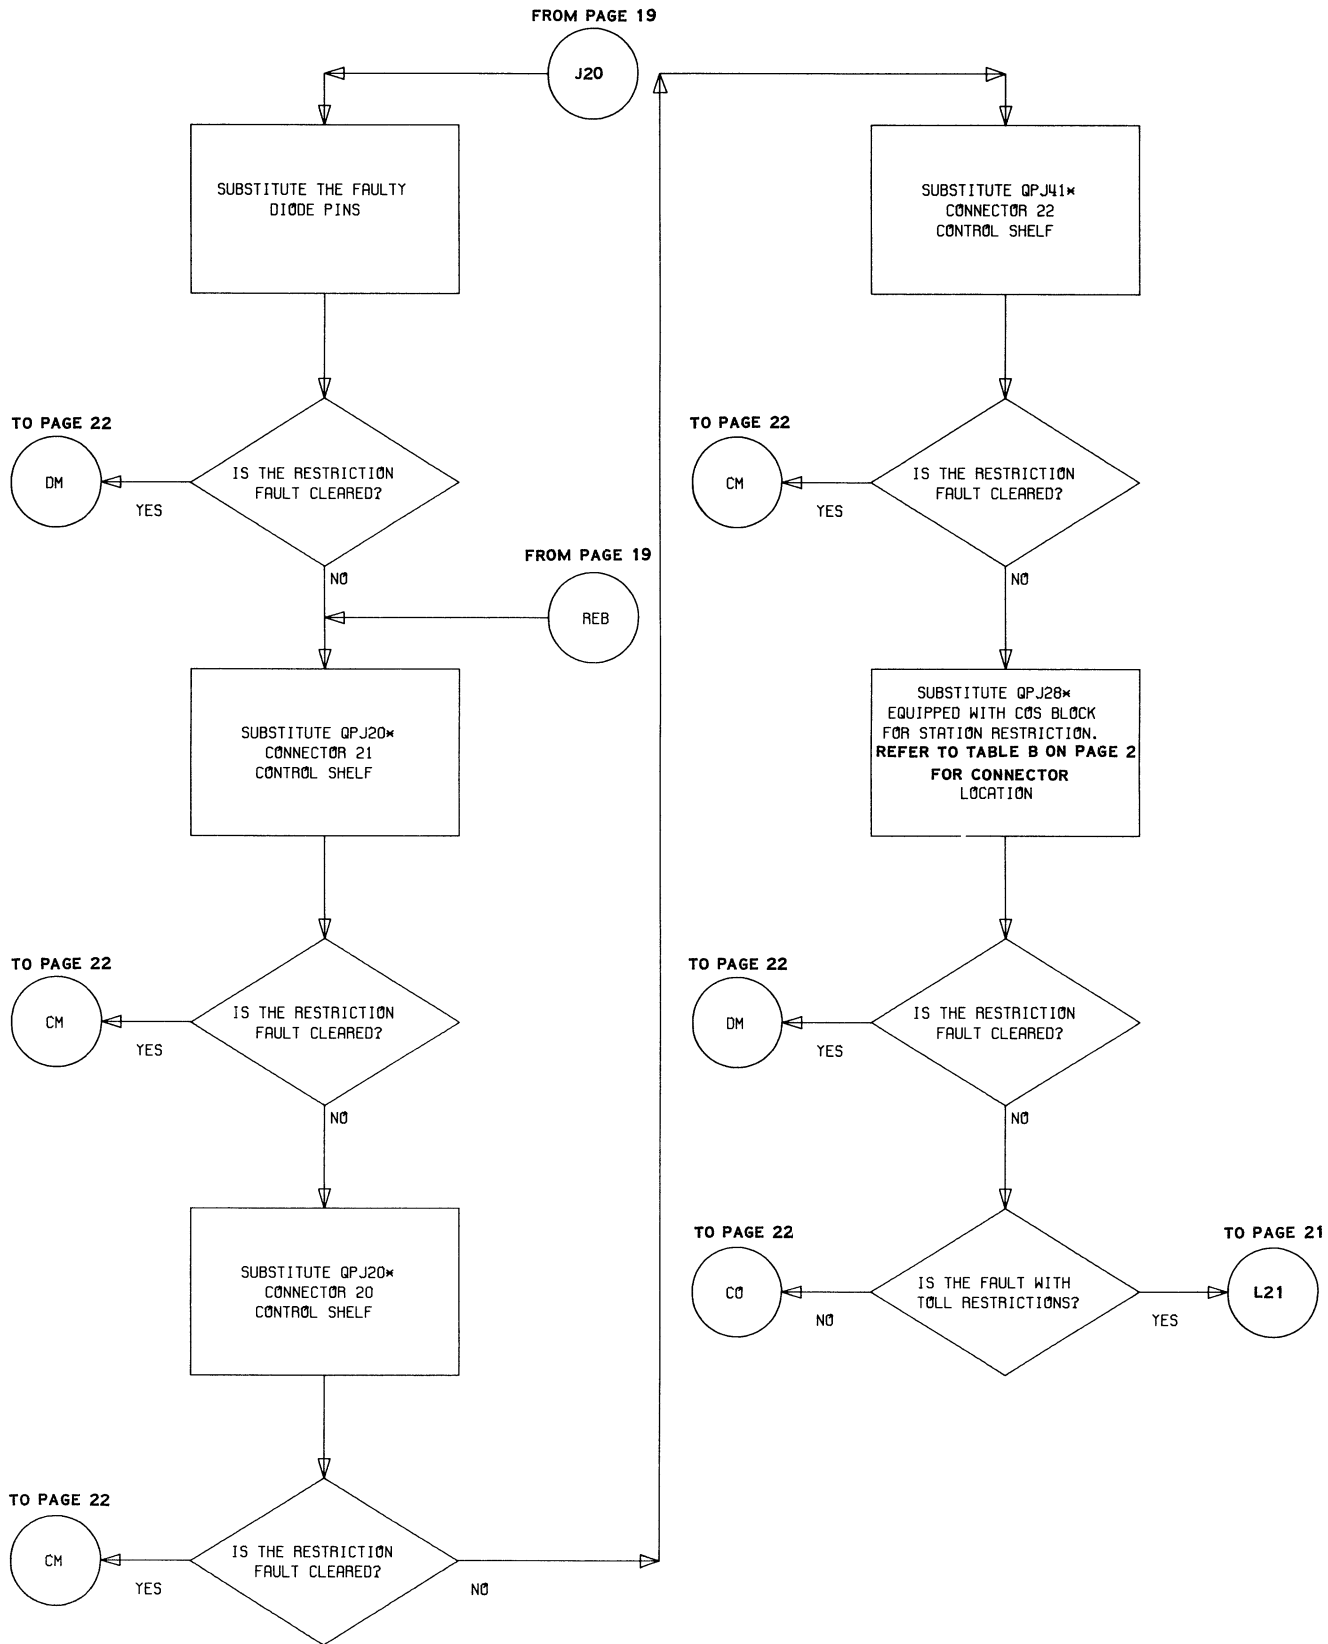 FROM PAGE 19
J20
SUBSTITUTE THE FAULTY
DIODE PINS
TO PAGE 22
DM
IS THE RESTRICTION
FAULT CLEARED?
YES
NO
FROM PAGE 19
REB
SUBSTITUTE QPJ20*
CONNECTOR 21
CONTROL SHELF
TO PAGE 22
CM
IS THE RESTRICTION
FAULT CLEARED?
YES
NO
SUBSTITUTE QPJ20*
CONNECTOR 20
CONTROL SHELF
TO PAGE 22
CM
IS THE RESTRICTION
FAULT CLEARED?
YES
NO
SUBSTITUTE QPJ41*
CONNECTOR 22
CONTROL SHELF
TO PAGE 22
CM
IS THE RESTRICTION
FAULT CLEARED?
YES
NO
SUBSTITUTE QPJ28*
EQUIPPED WITH COS BLOCK
FOR STATION RESTRICTION.
REFER TO TABLE B ON PAGE 2
FOR CONNECTOR
LOCATION
TO PAGE 22
DM
IS THE RESTRICTION
FAULT CLEARED?
YES
NO
TO PAGE 22
CO
IS THE FAULT WITH
TOLL RESTRICTIONS?
NO
YES
TO PAGE 21
L21